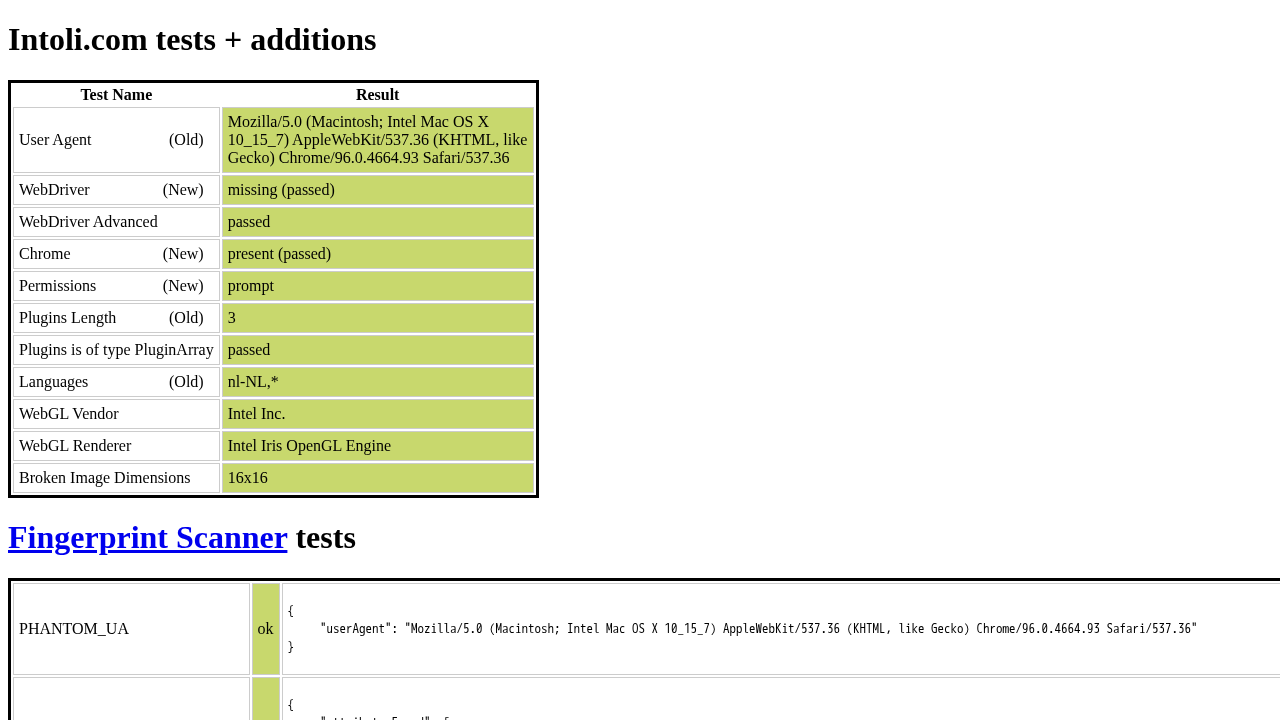 Intoli.com tests + additions
Test Name Result
User Agent (Old) Mozilla/5.0 (Macintosh; Intel Mac OS X
10_15_7) AppleWebKit/537.36 (KHTML, like
Gecko) Chrome/96.0.4664.93 Safari/537.36
WebDriver (New) missing (passed)
WebDriver Advanced passed
Chrome (New) present (passed)
Permissions (New) prompt
Plugins Length (Old) 3
Plugins is of type PluginArray passed
Languages (Old) nl-NL,*
WebGL Vendor Intel Inc.
WebGL Renderer Intel Iris OpenGL Engine
Broken Image Dimensions 16x16
Fingerprint Scanner tests
{
PHANTOM_UA ok "userAgent": "Mozilla/5.0 (Macintosh; Intel Mac OS X 10_15_7) AppleWebKit/537.36 (KHTML, like Gecko) Chrome/96.0.4664.93 Safari/537.36"
}
{